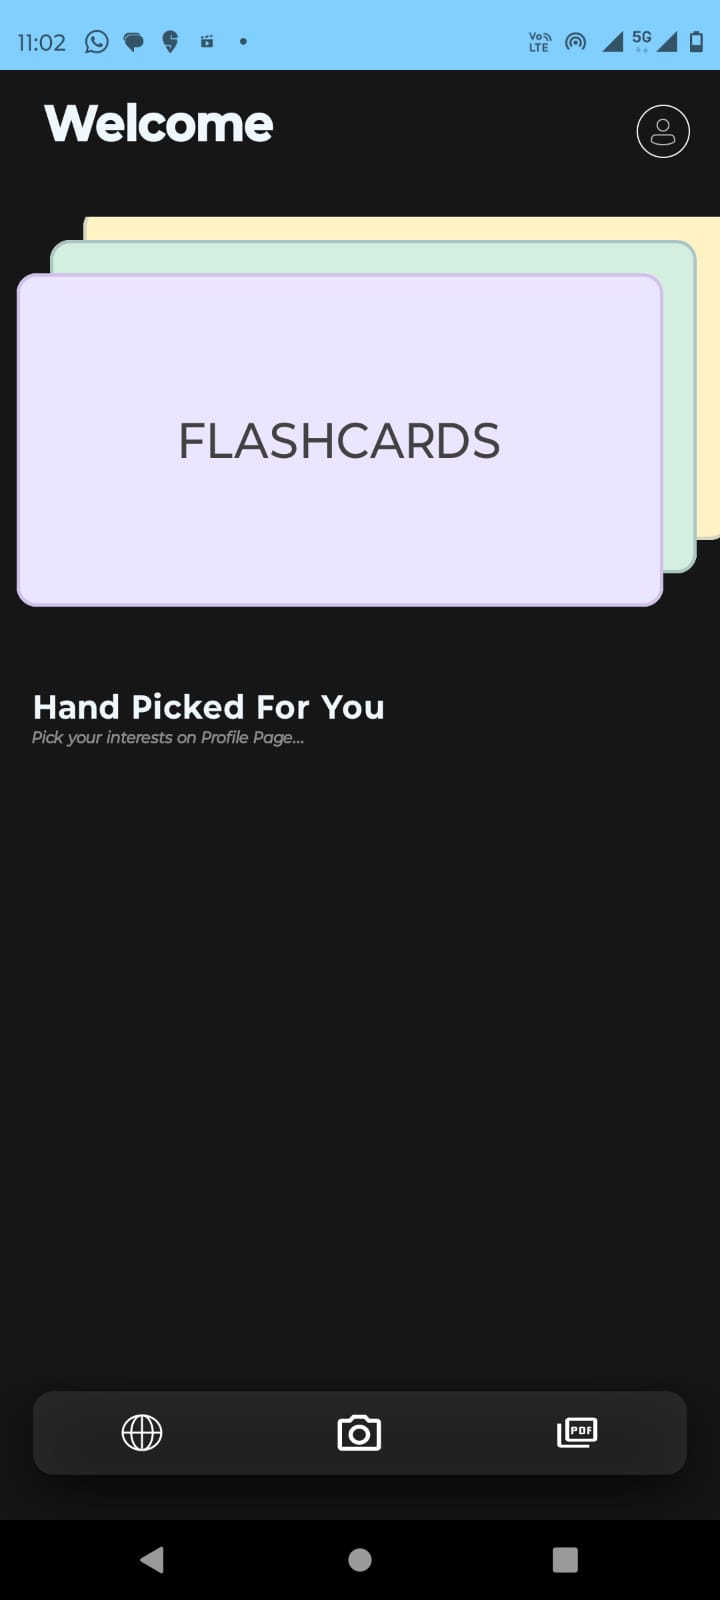 11:02
Vo LTE
5G
Welcome
FLASHCARDS
Hand Picked For You
Pick your interests on Profile Page...
PDF